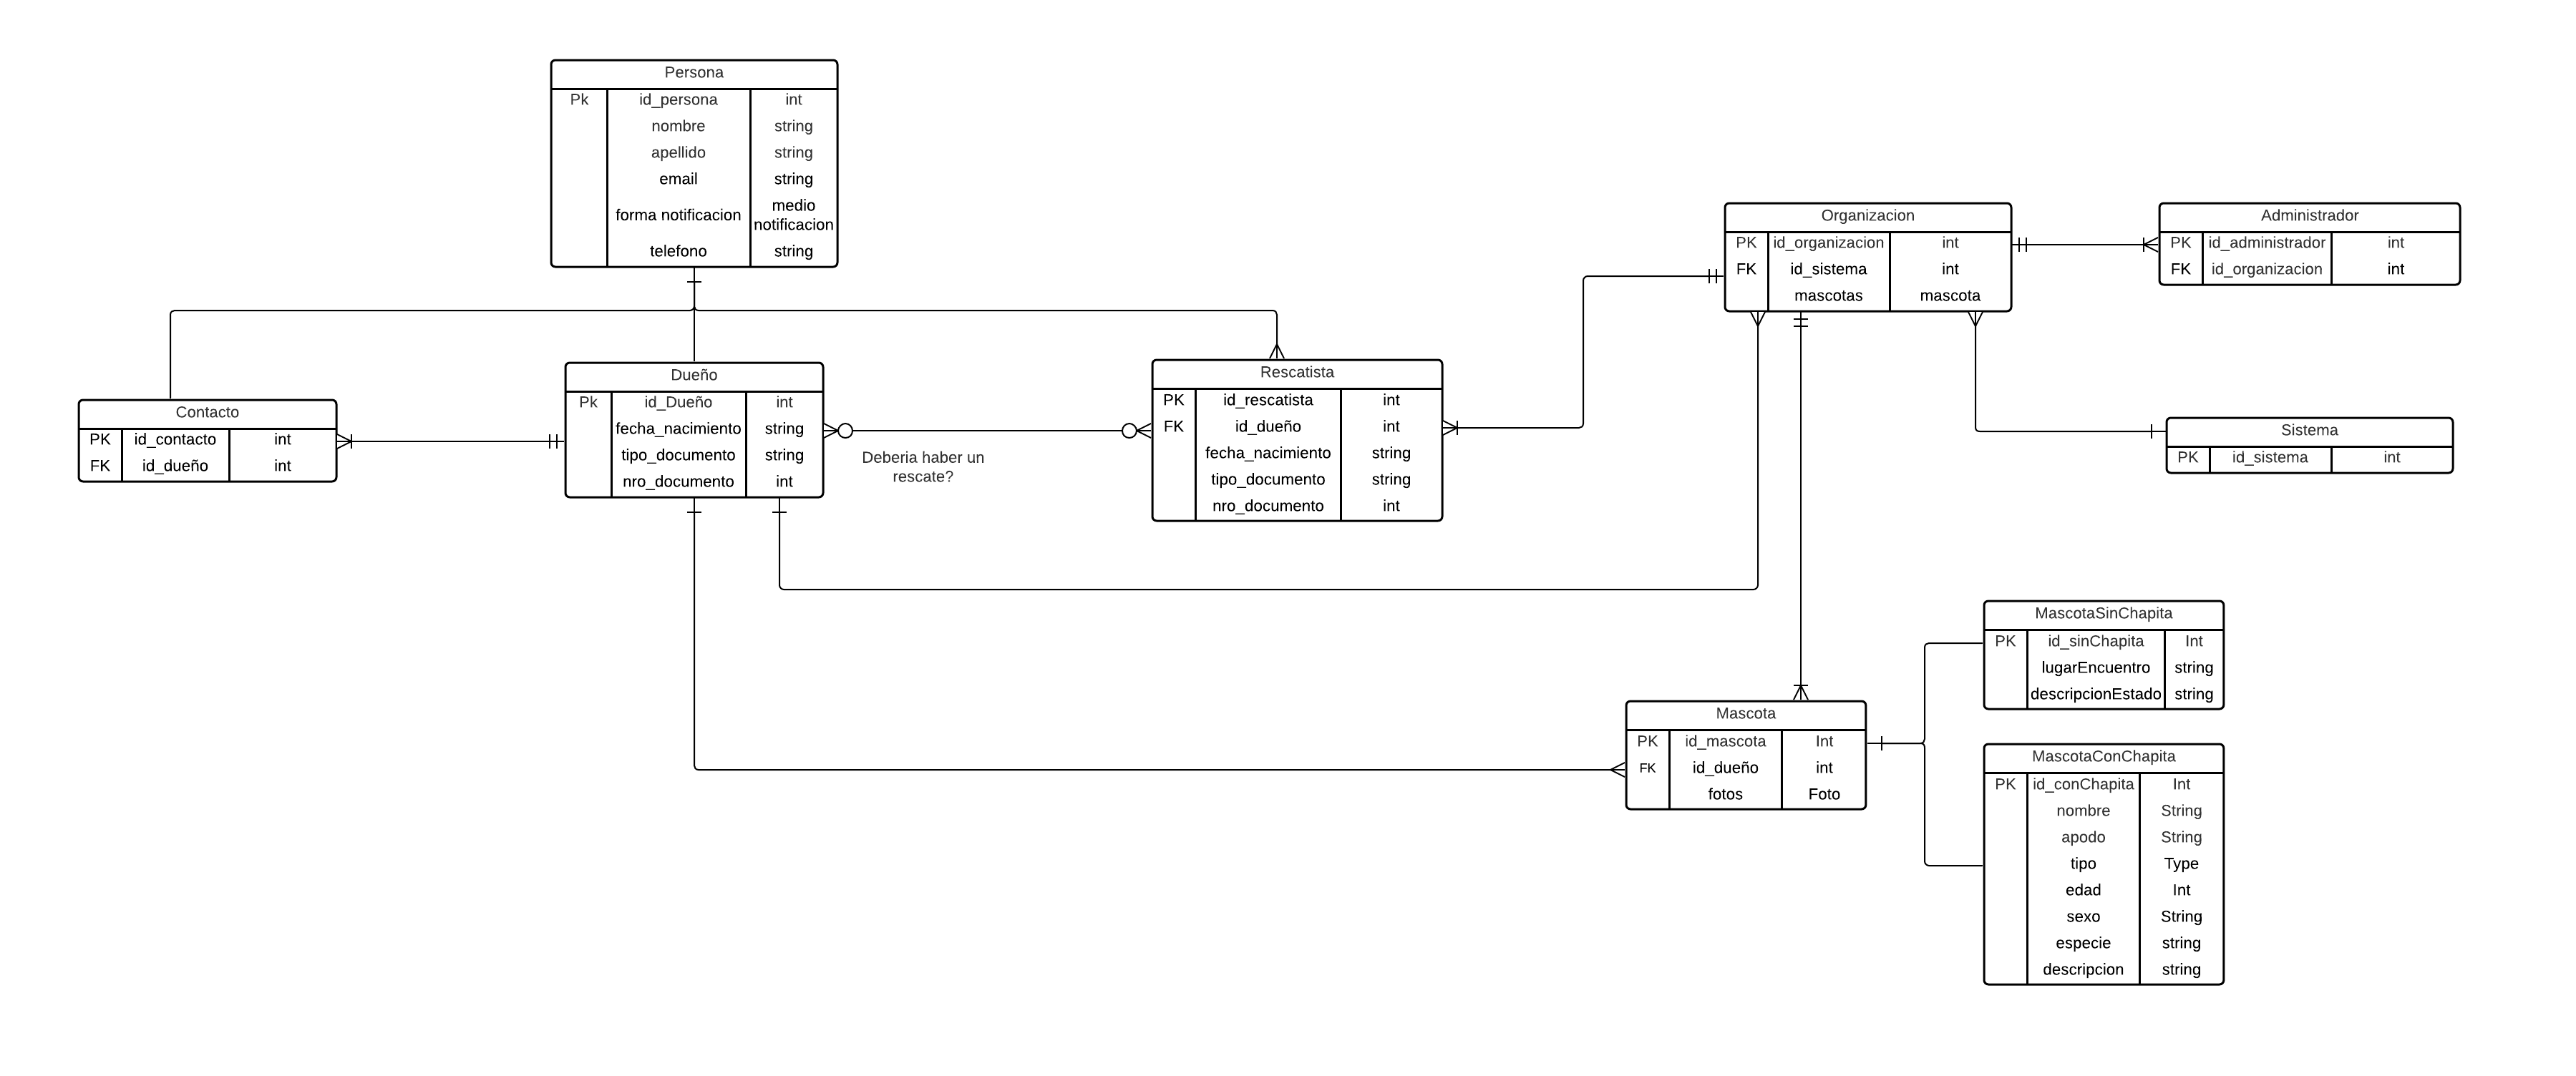 Persona
Pk id_persona int
nombre string
apellido string
email string
forma notificacion medio
notificacion
telefono string
Contacto
PK id_contacto int
FK id_dueño int
Dueño
Pk id_Dueño int
fecha_nacimiento string
tipo_documento string
nro_documento int
Deberia haber un
rescate?
Rescatista
PK id_rescatista int
FK id_dueño int
fecha_nacimiento string
tipo_documento string
nro_documento int
Organizacion
PK id_organizacion int
FK id_sistema int
mascotas mascota
Administrador
PK id_administrador int
FK id_organizacion int
Sistema
PK id_sistema int
Mascota
PK id_mascota Int
FK id_dueño int
fotos Foto
MascotaSinChapita
PK id_sinChapita Int
lugarEncuentro string
descripcionEstado string
MascotaConChapita
PK id_conChapita Int
nombre String
apodo String
tipo Type
edad Int
sexo String
especie string
descripcion string